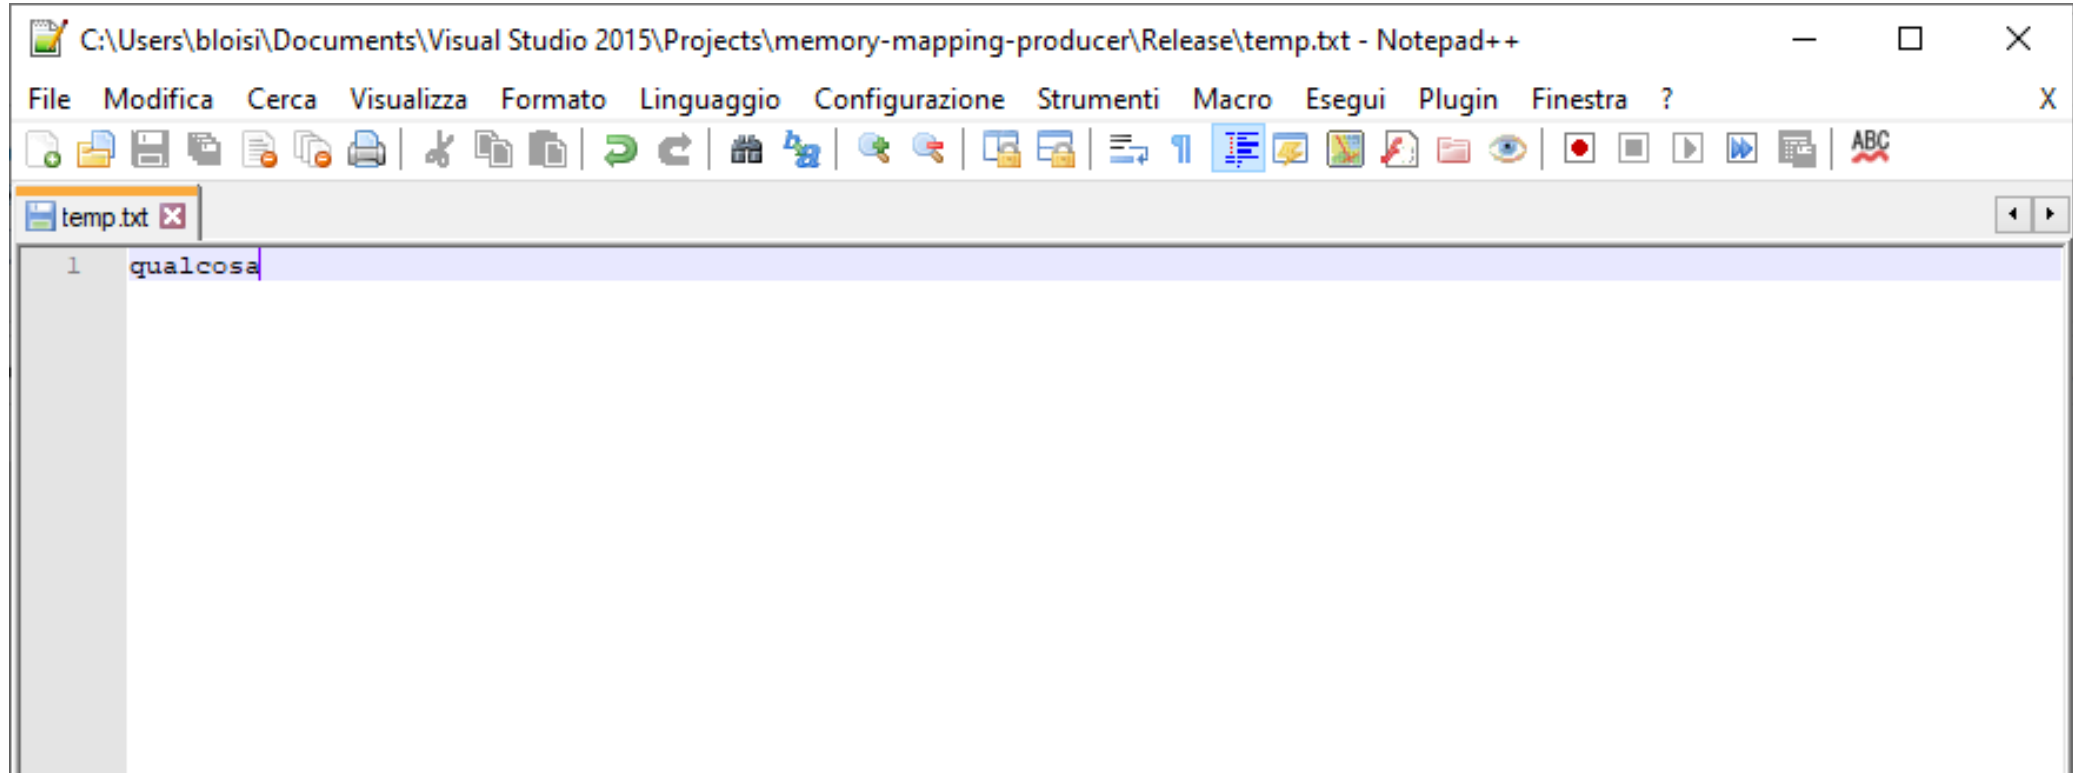 C:\Users\bloisi\Documents\Visual Studio 2015\Projects\memory-mapping-producer\Release\temp.txt - Notepad++
File Modifica Cerca Visualizza Formato Linguaggio Configurazione Strumenti Macro Esegui Plugin Finestra ? X
ABC
temp.txt
1 qualcosa